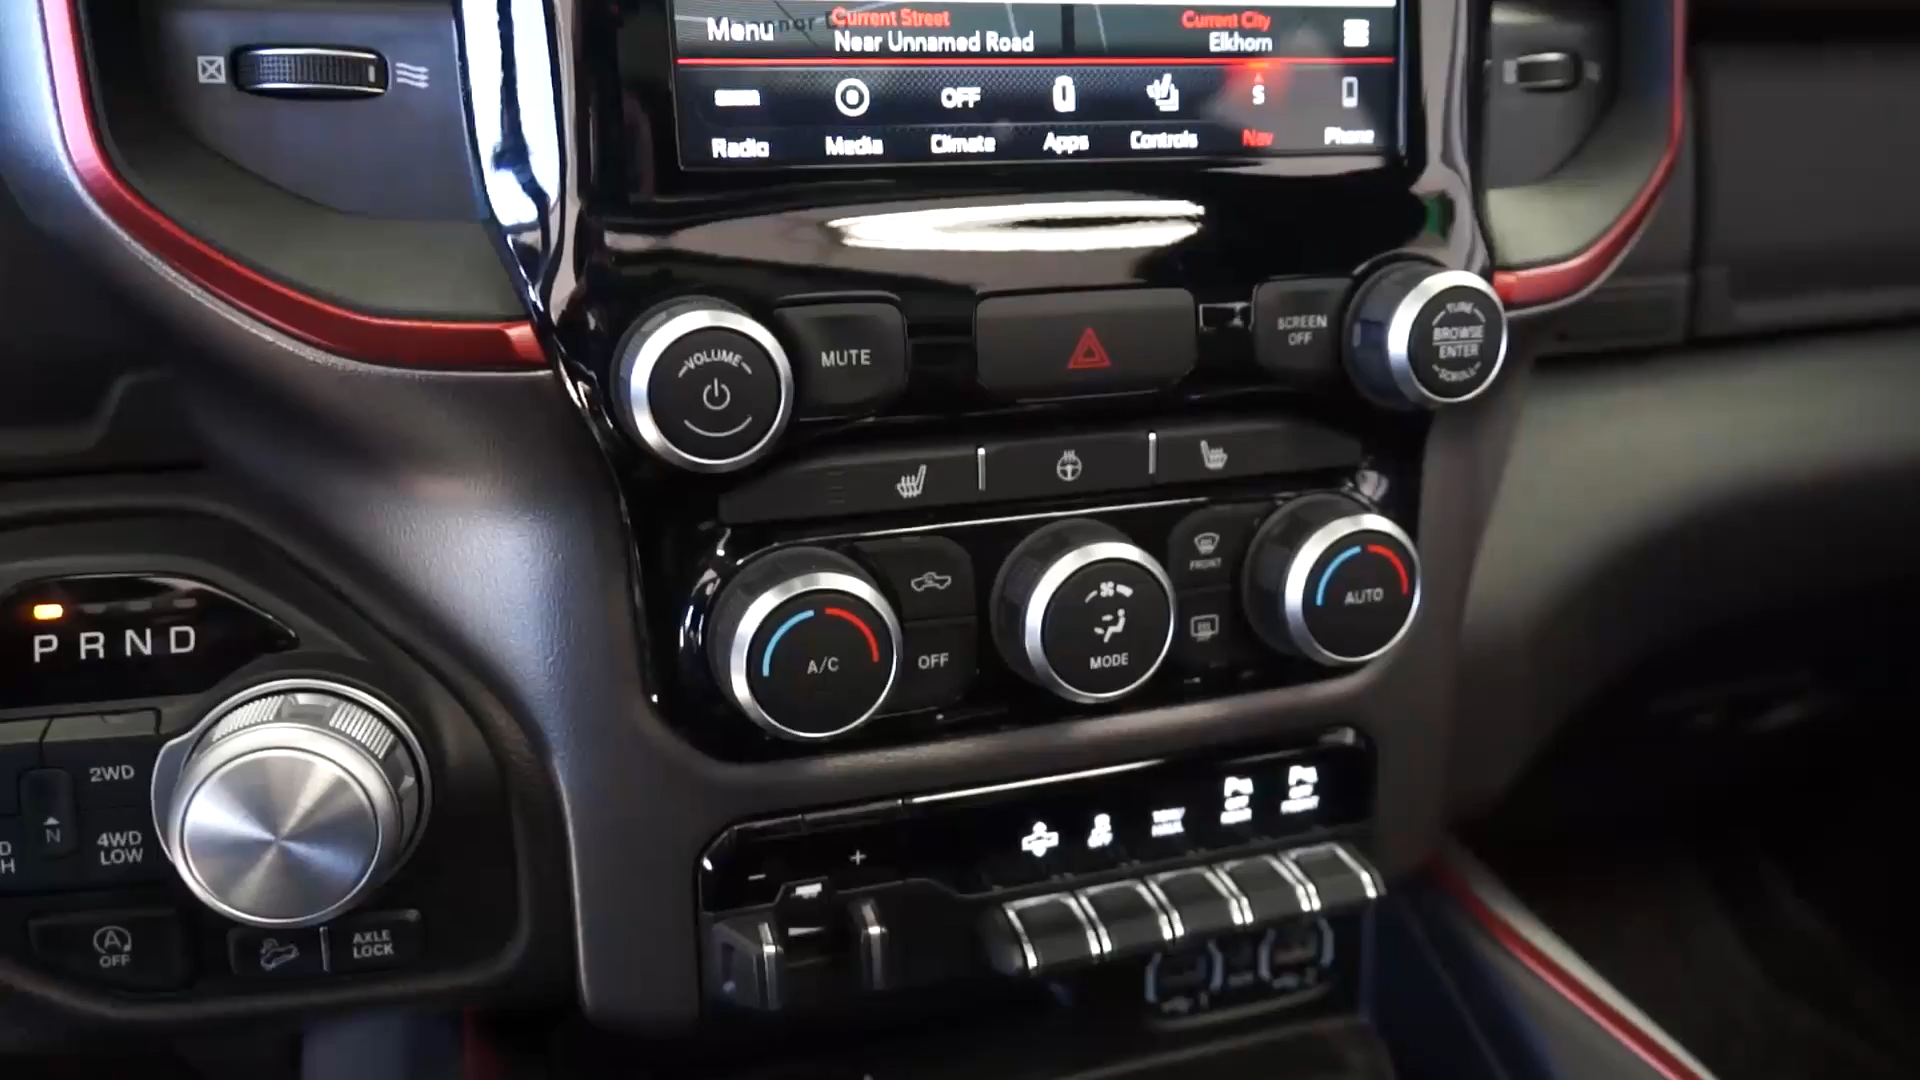 Menu
Current Street
Near Unnamed Road
Current City
Elkhorn
OFF
S
Radio
Media
Climate
Apps
Controls
Nav
Phone
VOLUME
MUTE
SCREEN
OFF
TUNE
BROWSE
ENTER
SCROLL
A/C
OFF
MODE
FRONT
AUTO
PRND
2WD
N
4WD
LOW
A
OFF
AXLE
LOCK
- +